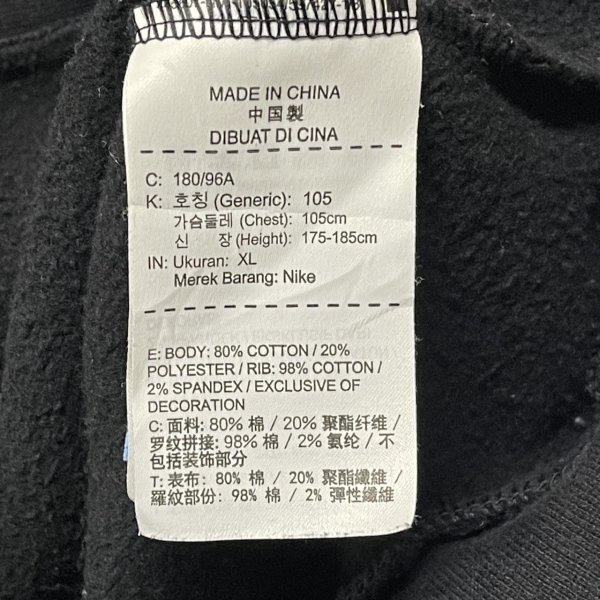 MADE IN CHINA
中国製
DIBUAT DI CINA
C: 180/96A
K: 호칭 (Generic): 105
가슴둘레 (Chest): 105cm
신 장 (Height): 175-185cm
IN: Ukuran: XL
Merek Barang: Nike
E: BODY: 80% COTTON / 20%
POLYESTER / RIB: 98% COTTON /
2% SPANDEX / EXCLUSIVE OF
DECORATION
C: 面料: 80% 棉 / 20% 聚酯纤维 /
罗纹拼接: 98% 棉 / 2% 氨纶 / 不
包括装饰部分
T: 表布: 80% 棉 / 20% 聚酯纖維 /
羅紋部份: 98% 棉 / 2% 彈性纖維